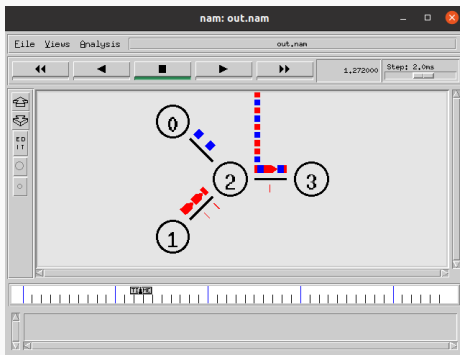 nam: out.nam
File Views Analysis out.nam
1.272000 Step: 2.0ms
ED
IT
0
2 3
1
TIME